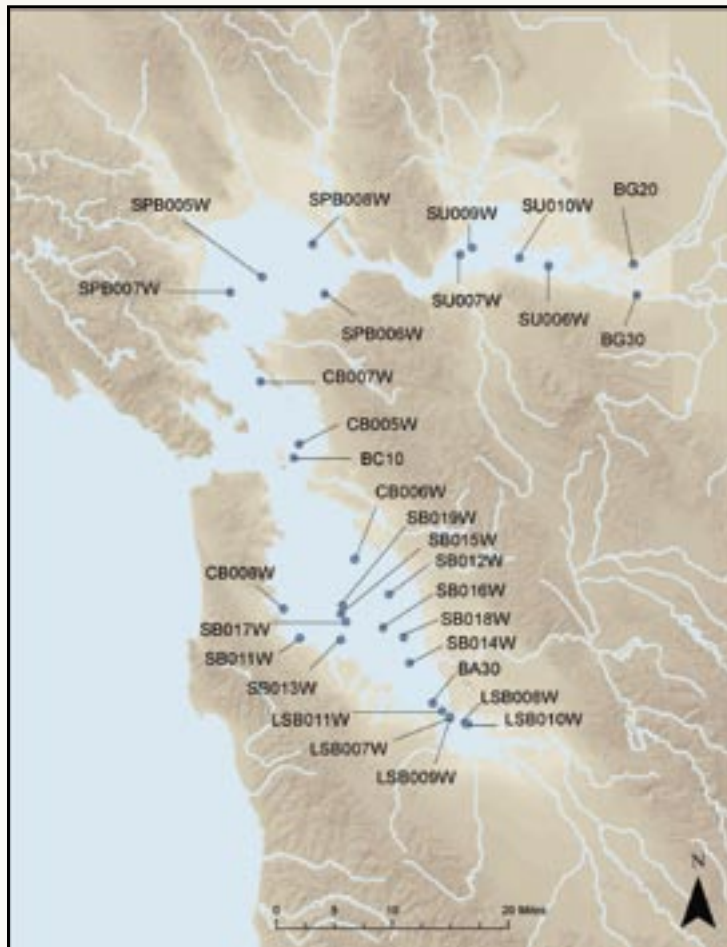 SPB008W
SPB005W
SU009W
SU010W
BG20
SPB007W
SU007W
SU006W
SPB006W
BG30
CB007W
CB005W
BC10
CB006W
SB019W
SB015W
SB012W
CB008W
SB016W
SB018W
SB017W
SB014W
SB011W
BA30
SB013W
LSB008W
LSB011W
LSB010W
LSB007W
LSB009W
N
0 5 10 20 Miles